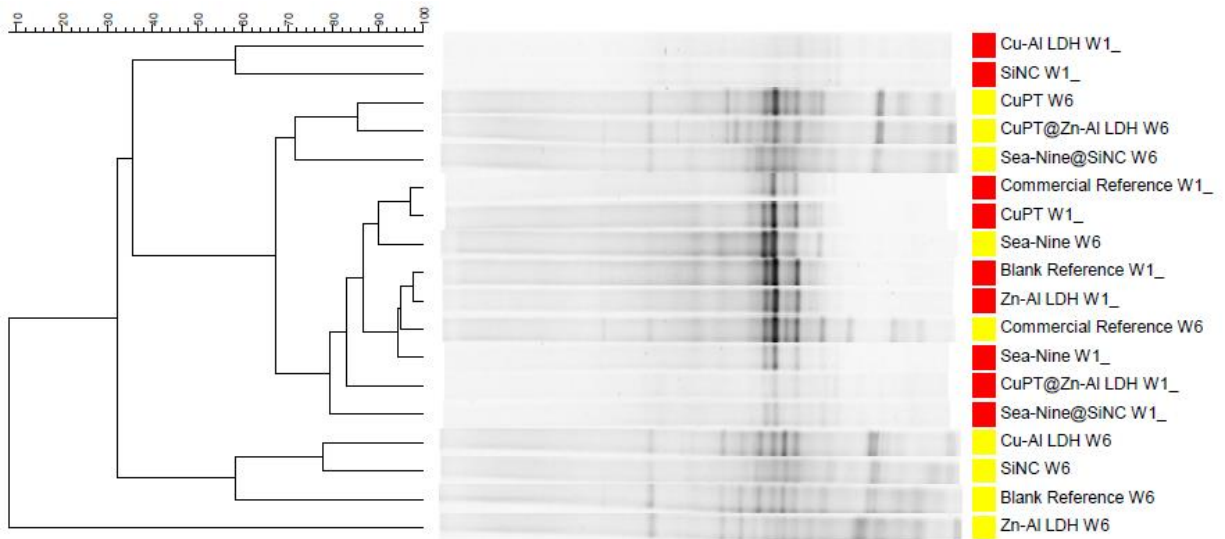 10 20 30 40 50 60 70 80 90 100
Cu-Al LDH W1_
SiNC W1_
CuPT W6
CuPT@Zn-Al LDH W6
Sea-Nine@SiNC W6
Commercial Reference W1_
CuPT W1_
Sea-Nine W6
Blank Reference W1_
Zn-Al LDH W1_
Commercial Reference W6
Sea-Nine W1_
CuPT@Zn-Al LDH W1_
Sea-Nine@SiNC W1_
Cu-Al LDH W6
SiNC W6
Blank Reference W6
Zn-Al LDH W6